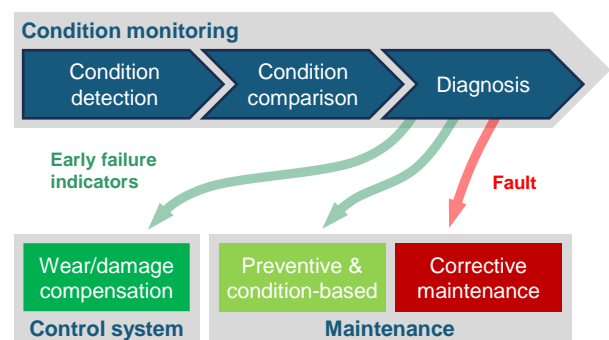 Condition monitoring
Condition
detection
Condition
comparison
Diagnosis
Early failure
indicators
Fault
Wear/damage
compensation
Preventive &
condition-based
Corrective
maintenance
Control system
Maintenance